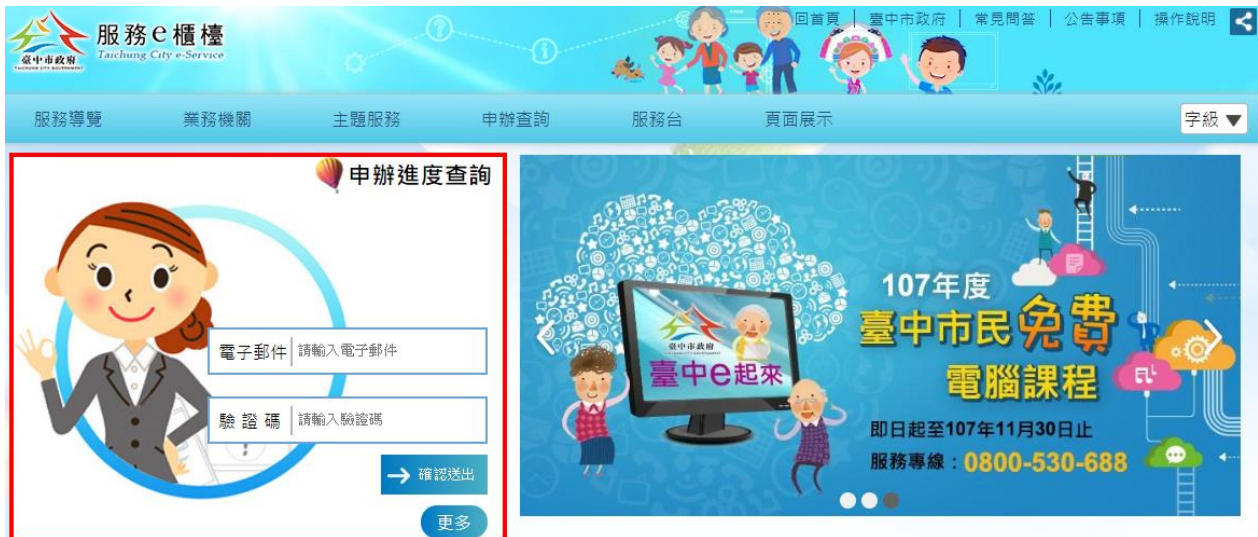 臺中市政府
TAICHUNG CITY GOVERNMENT
服務e櫃檯
Taichung City e-Service
回首頁 | 臺中市政府 | 常見問答 | 公告事項 | 操作說明
服務導覽 業務機關 主題服務 申辦查詢 服務台 頁面展示 字級▼
申辦進度查詢
電子郵件 請輸入電子郵件
驗證碼 請輸入驗證碼
→ 確認送出
更多
臺中市政府
臺中e起來
107年度
臺中市民免費
電腦課程
即日起至107年11月30日止
服務專線：0800-530-688